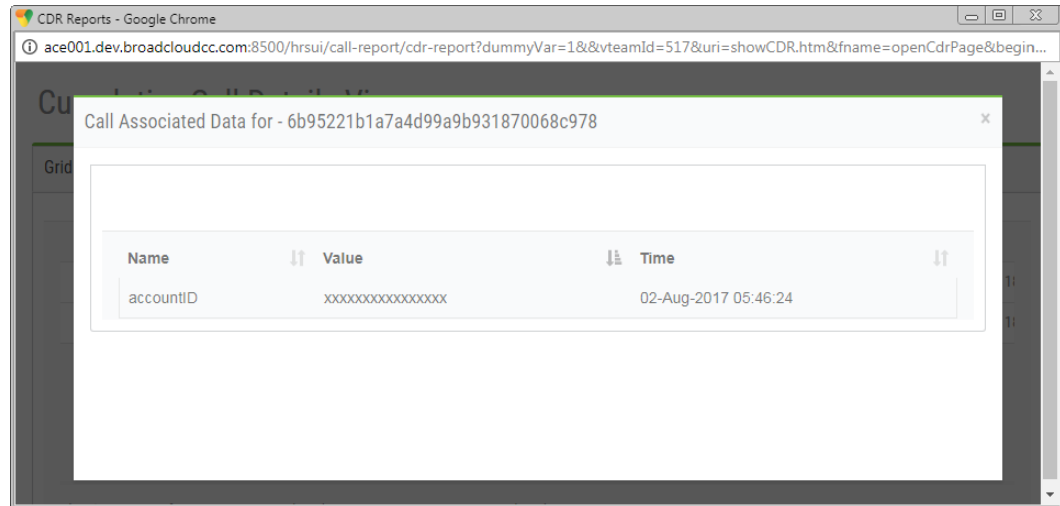 CDR Reports - Google Chrome
ace001.dev.broadcloudcc.com:8500/hrsui/call-report/cdr-report?dummyVar=1&&vteamId=517&uri=showCDR.htm&fname=openCdrPage&begin...
Call Associated Data for - 6b95221b1a7a4d99a9b931870068c978 x
Grid
Name Value Time
accountID xxxxxxxxxxxxxxxx 02-Aug-2017 05:46:24